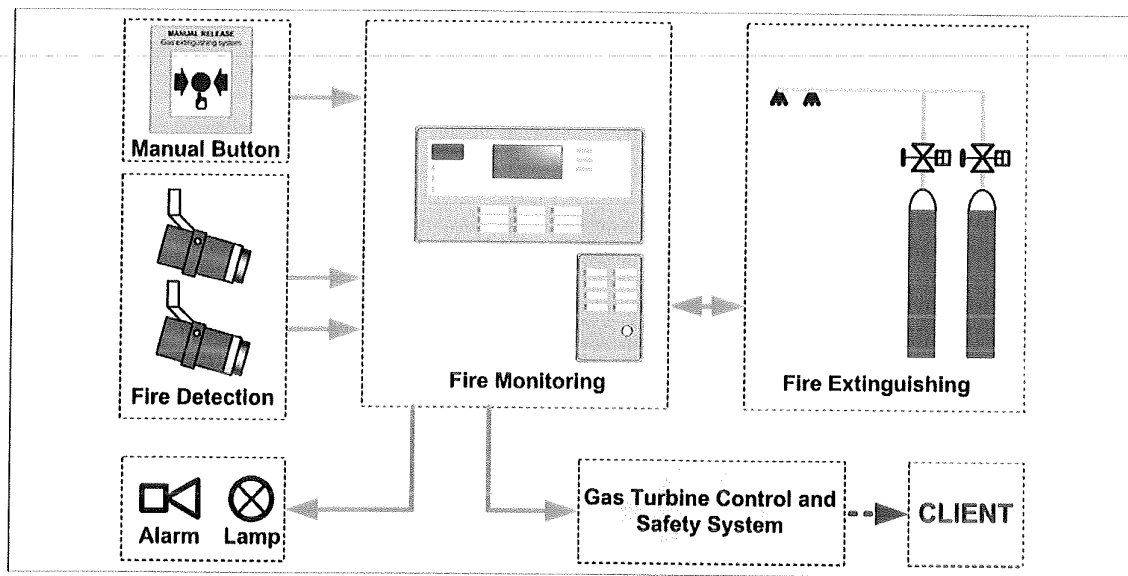 MANUAL RELEASE
Gas extinguishing system
Manual Button
Fire Detection
Fire Monitoring
Fire Extinguishing
Alarm Lamp
Gas Turbine Control and
Safety System
CLIENT